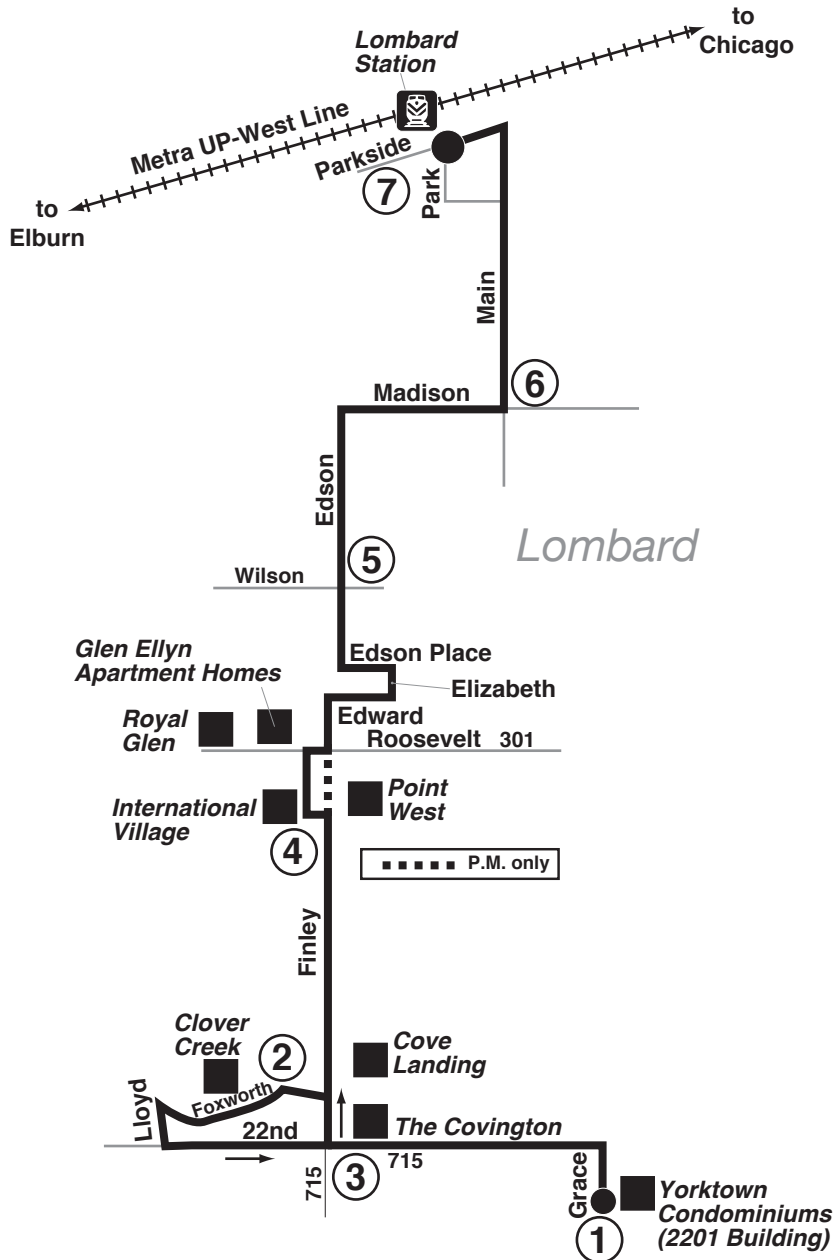 to
Chicago
Lombard
Station
Metra UP-West Line
Parkside
7
Park
to
Elburn
Main
6
Madison
Edson
Lombard
5
Wilson
Glen Ellyn
Apartment Homes
Edson Place
Elizabeth
Royal
Glen
Edward
Roosevelt 301
International
Village
Point
West
4
P.M. only
Finley
Clover
Creek
2
Cove
Landing
Lloyd
Foxworth
22nd
The Covington
715
3
715
Grace
1
Yorktown
Condominiums
(2201 Building)